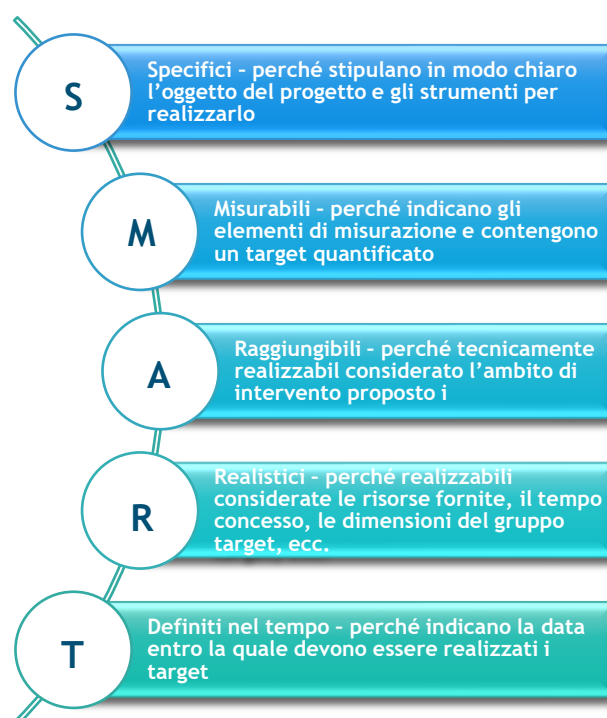 S
Specifici – perché stipulano in modo chiaro
l’oggetto del progetto e gli strumenti per
realizzarlo
M
Misurabili – perché indicano gli
elementi di misurazione e contengono
un target quantificato
A
Raggiungibili – perché tecnicamente
realizzabil considerato l’ambito di
intervento proposto i
R
Realistici – perché realizzabili
considerate le risorse fornite, il tempo
concesso, le dimensioni del gruppo
target, ecc.
T
Definiti nel tempo – perché indicano la data
entro la quale devono essere realizzati i
target